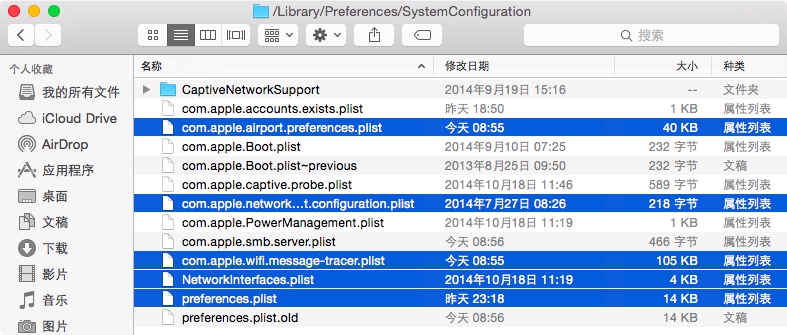 /Library/Preferences/SystemConfiguration
搜索
个人收藏
我的所有文件
iCloud Drive
AirDrop
应用程序
桌面
文稿
下载
影片
音乐
图片
名称 修改日期 大小 种类
CaptiveNetworkSupport 2014年9月19日 15:16 -- 文件夹
com.apple.accounts.exists.plist 昨天 18:50 1 KB 属性列表
com.apple.airport.preferences.plist 今天 08:55 40 KB 属性列表
com.apple.Boot.plist 2014年9月10日 07:25 232 字节 属性列表
com.apple.Boot.plist~previous 2013年8月25日 09:50 232 字节 文稿
com.apple.captive.probe.plist 2014年10月18日 11:46 589 字节 属性列表
com.apple.network...t.configuration.plist 2014年7月27日 08:26 218 字节 属性列表
com.apple.PowerManagement.plist 2014年10月18日 11:19 1 KB 属性列表
com.apple.smb.server.plist 今天 08:56 466 字节 属性列表
com.apple.wifi.message-tracer.plist 今天 08:55 105 KB 属性列表
NetworkInterfaces.plist 2014年10月18日 11:19 4 KB 属性列表
preferences.plist 昨天 23:18 14 KB 属性列表
preferences.plist.old 今天 08:56 14 KB 文稿